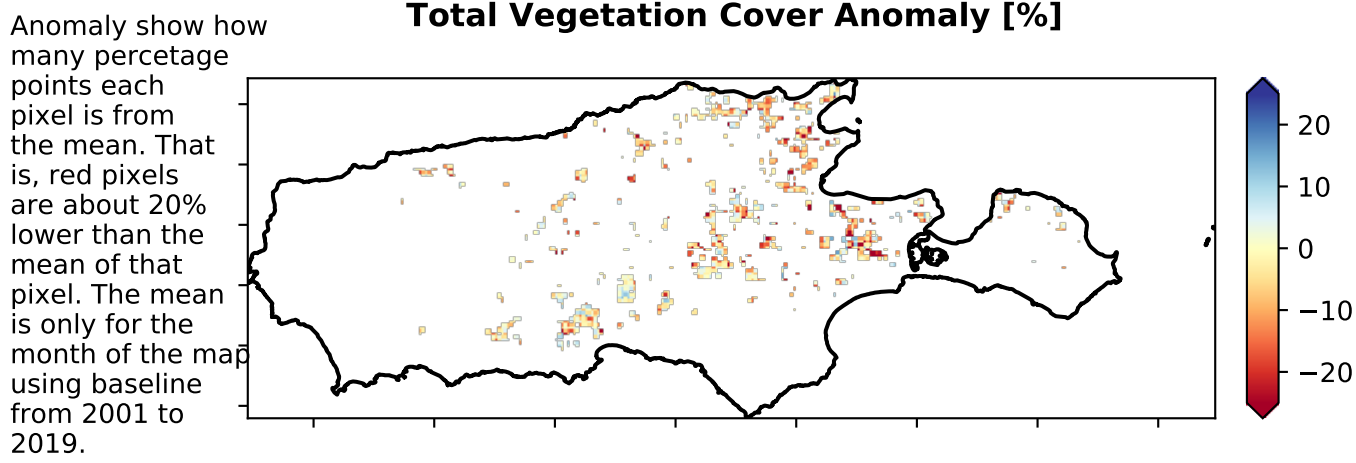 Total Vegetation Cover Anomaly [%]
Anomaly show how
many percetage
points each
pixel is from
the mean. That
is, red pixels
are about 20%
lower than the
mean of that
pixel. The mean
is only for the
month of the map
using baseline
from 2001 to
2019.
20
10
0
−10
−20